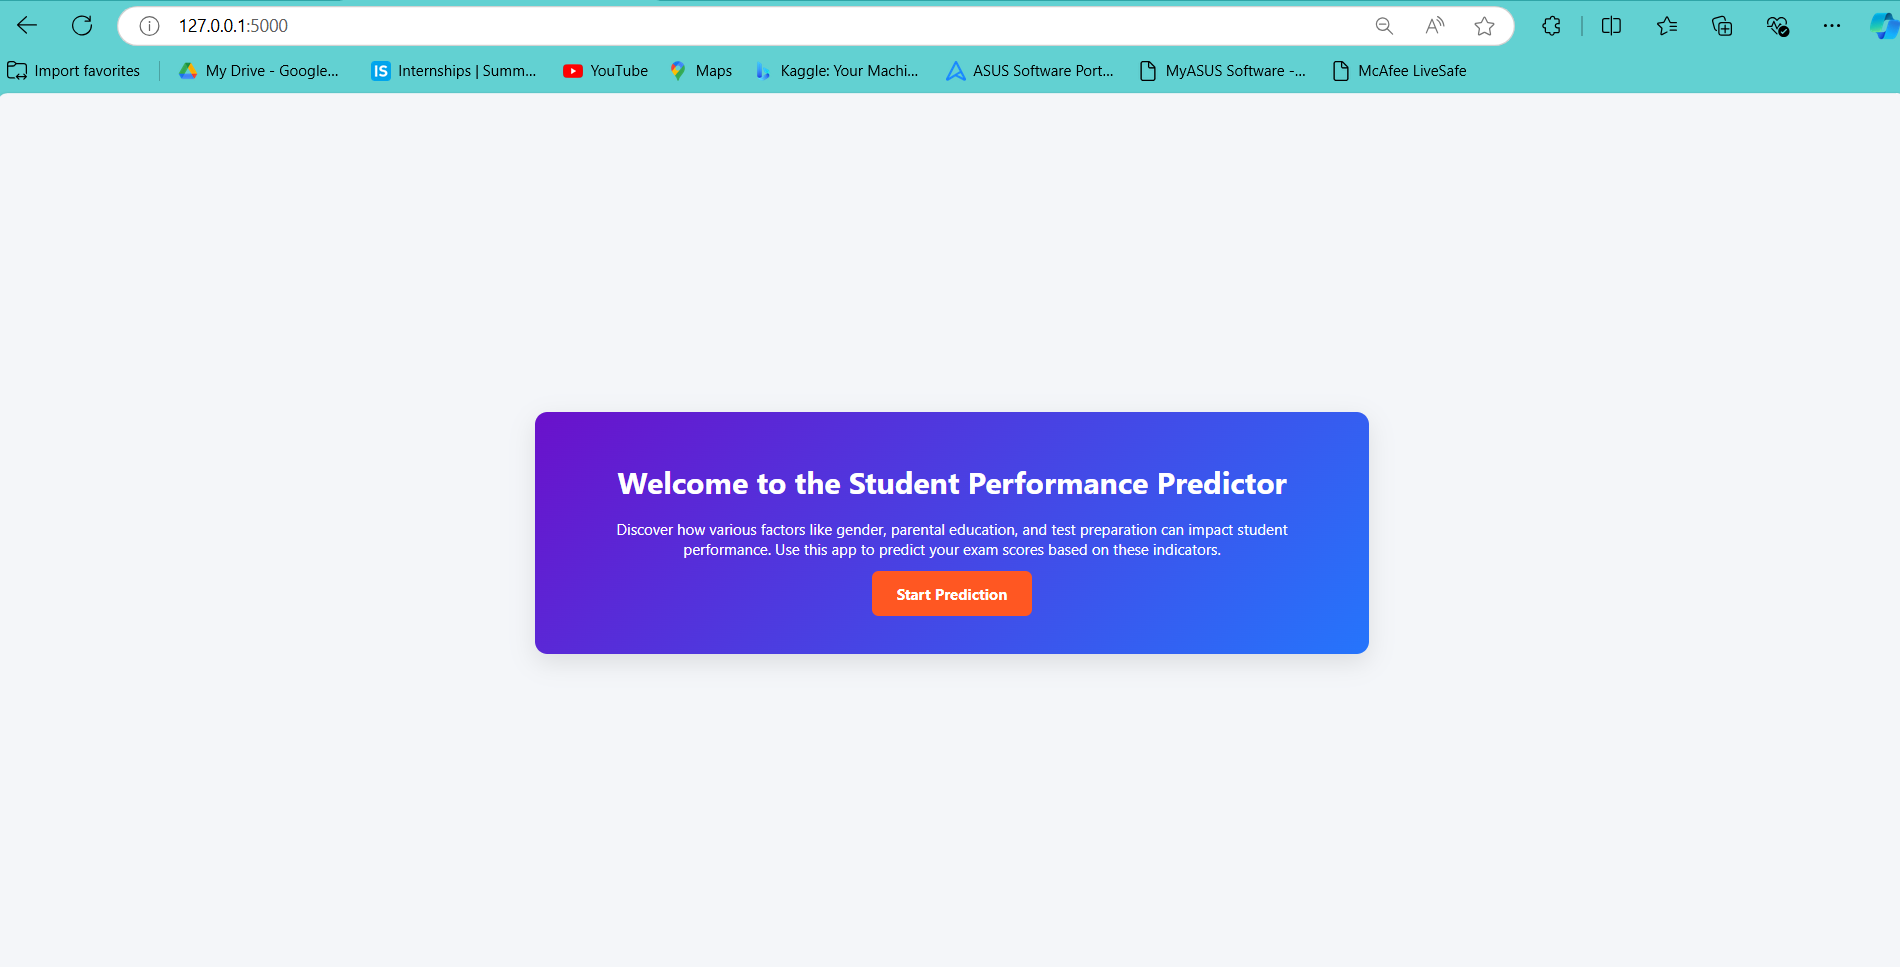 127.0.0.1:5000
Import favorites
My Drive - Google...
IS Internships | Summ...
YouTube
Maps
Kaggle: Your Machi...
ASUS Software Port...
MyASUS Software -...
McAfee LiveSafe
Welcome to the Student Performance Predictor
Discover how various factors like gender, parental education, and test preparation can impact student
performance. Use this app to predict your exam scores based on these indicators.
Start Prediction